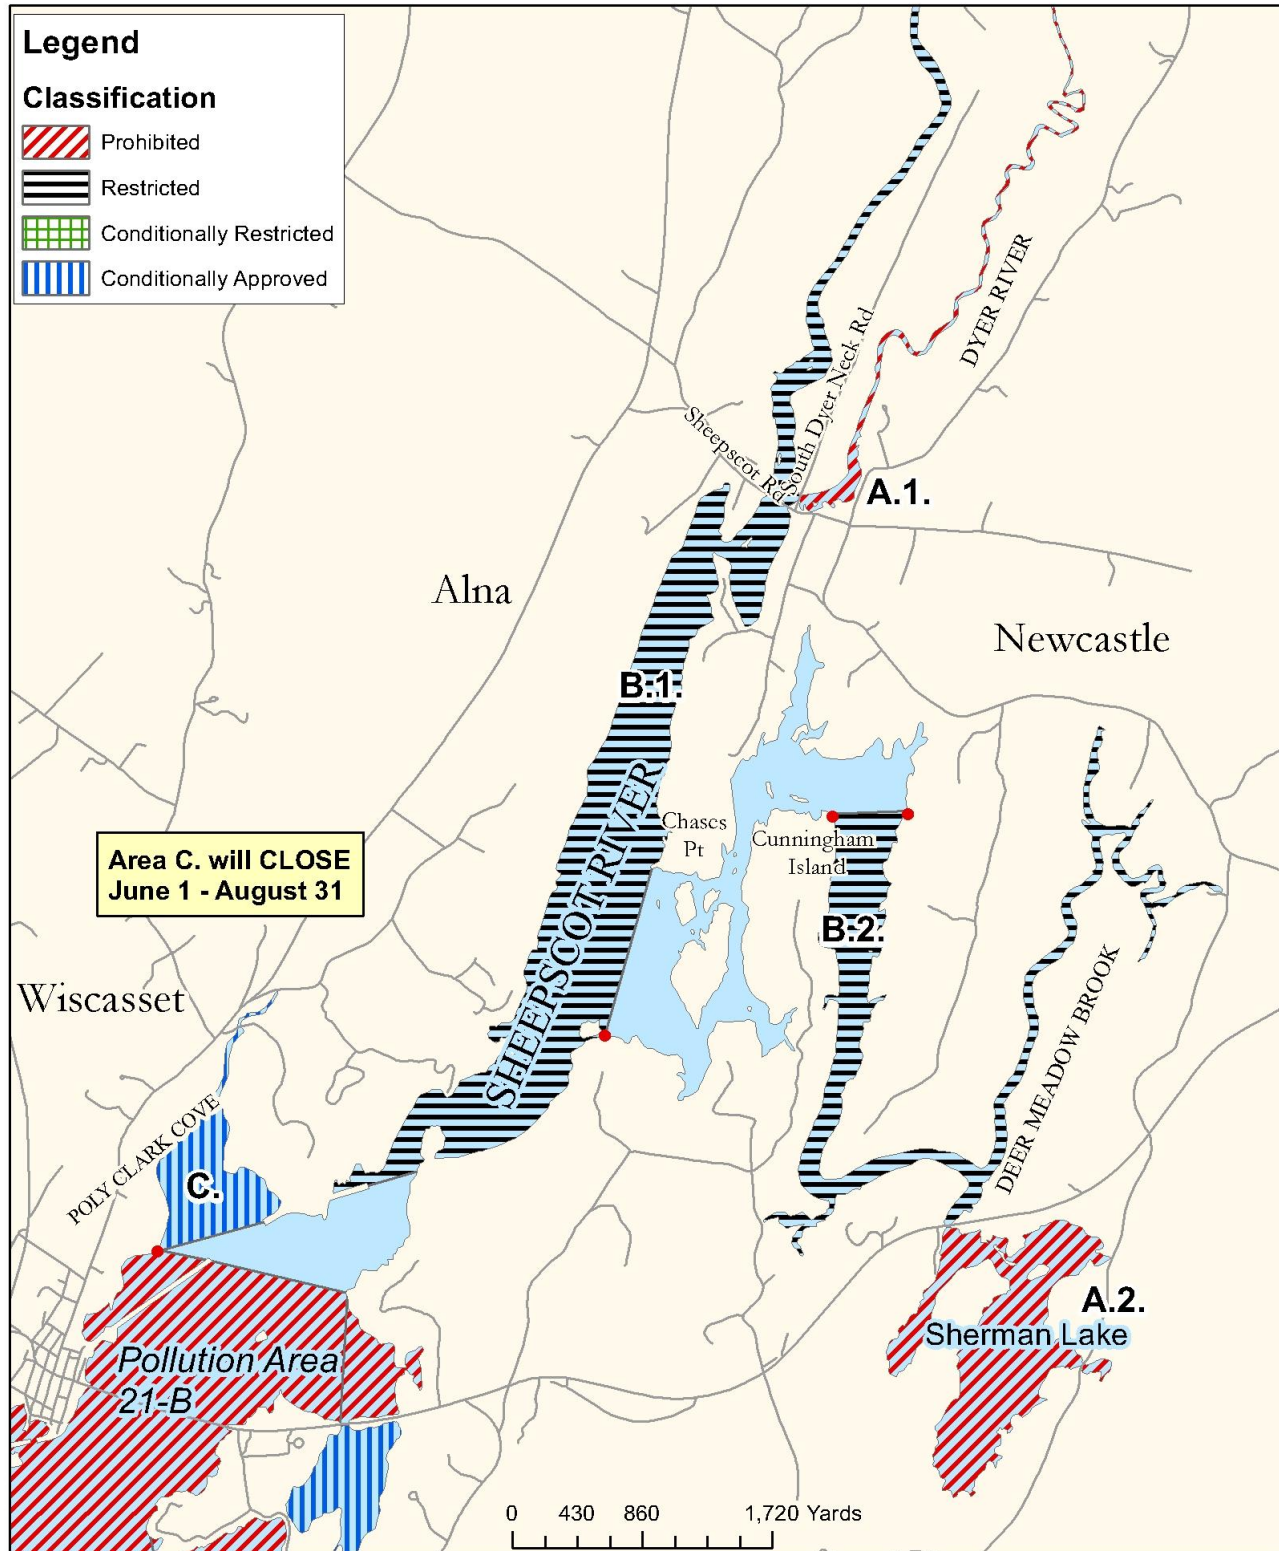 Legend
Classification
Prohibited
Restricted
Conditionally Restricted
Conditionally Approved
DYER RIVER
South Dyer Neck Rd
Sheepscot Rd
A.1.
Alna
Newcastle
B.1.
SHEEPSCOT RIVER
Chases
Pt
Cunningham
Island
Area C. will CLOSE
June 1 - August 31
B.2.
Wiscasset
DEER MEADOW BROOK
POLY CLARK COVE
C.
A.2.
Sherman Lake
Pollution Area
21-B
0 430 860 1,720 Yards